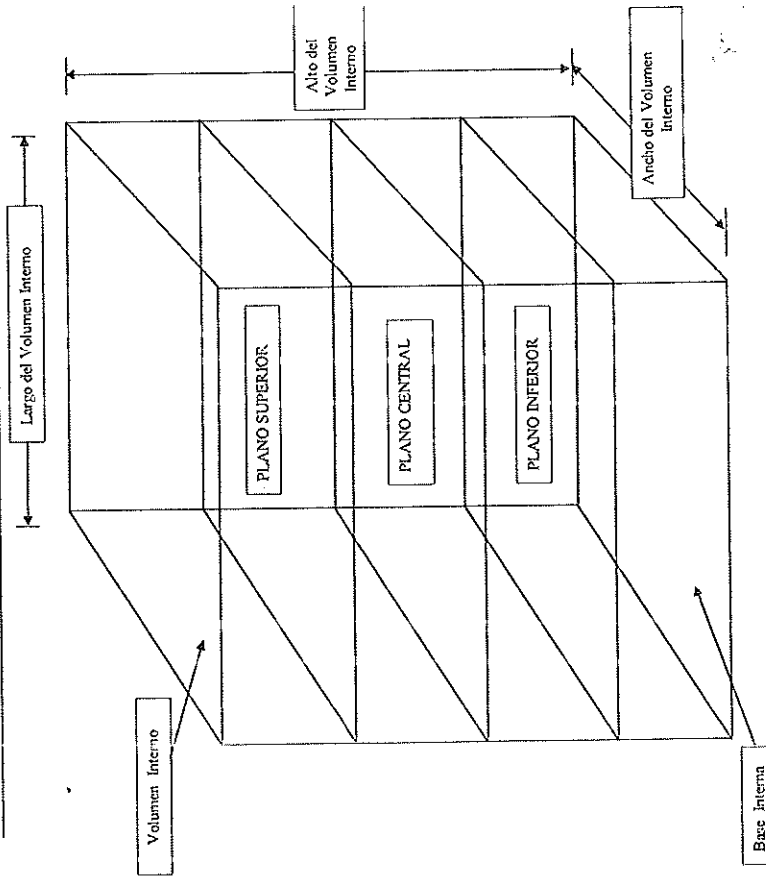 Largo del Volumen Interno
Alto del
Volumen
Interno
PLANO SUPERIOR
PLANO CENTRAL
PLANO INFERIOR
Ancho del Volumen
Interno
Volumen Interno
Base Interna